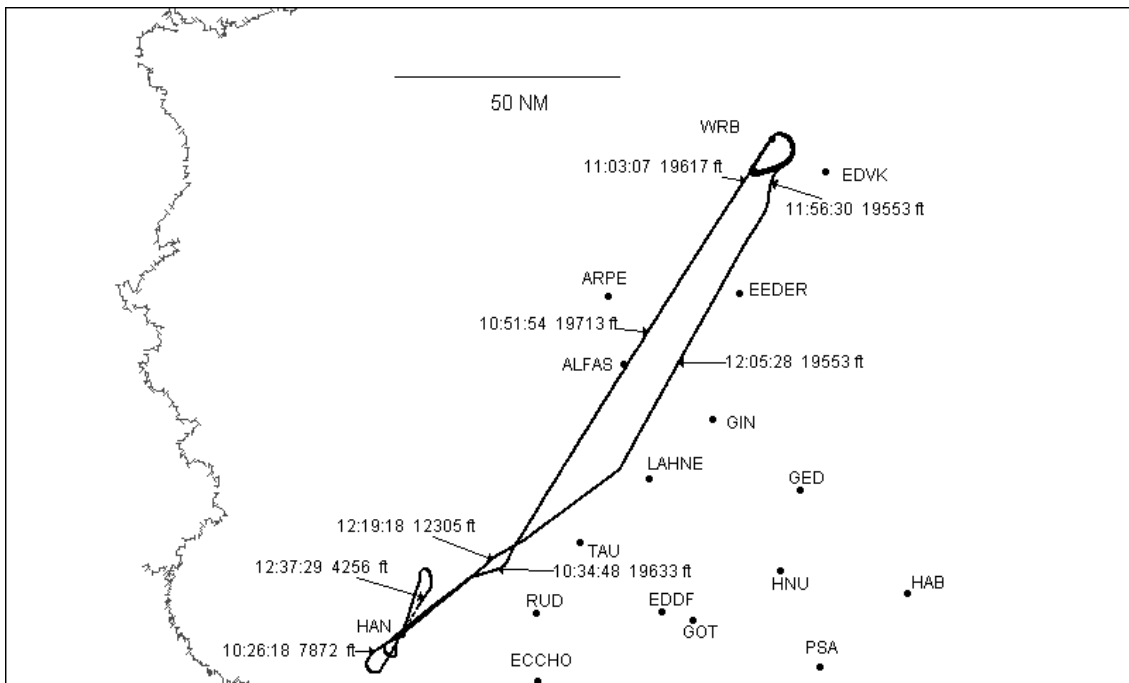 50 NM
WRB
11:03:07 19617 ft
EDVK
11:56:30 19553 ft
ARPE
EEDER
10:51:54 19713 ft
ALFAS
12:05:28 19553 ft
GIN
LAHNE
GED
12:19:18 12305 ft
TAU
12:37:29 4256 ft
10:34:48 19633 ft
HNU
HAB
RUD
EDDF
HAN
GOT
10:26:18 7872 ft
ECCHO
PSA